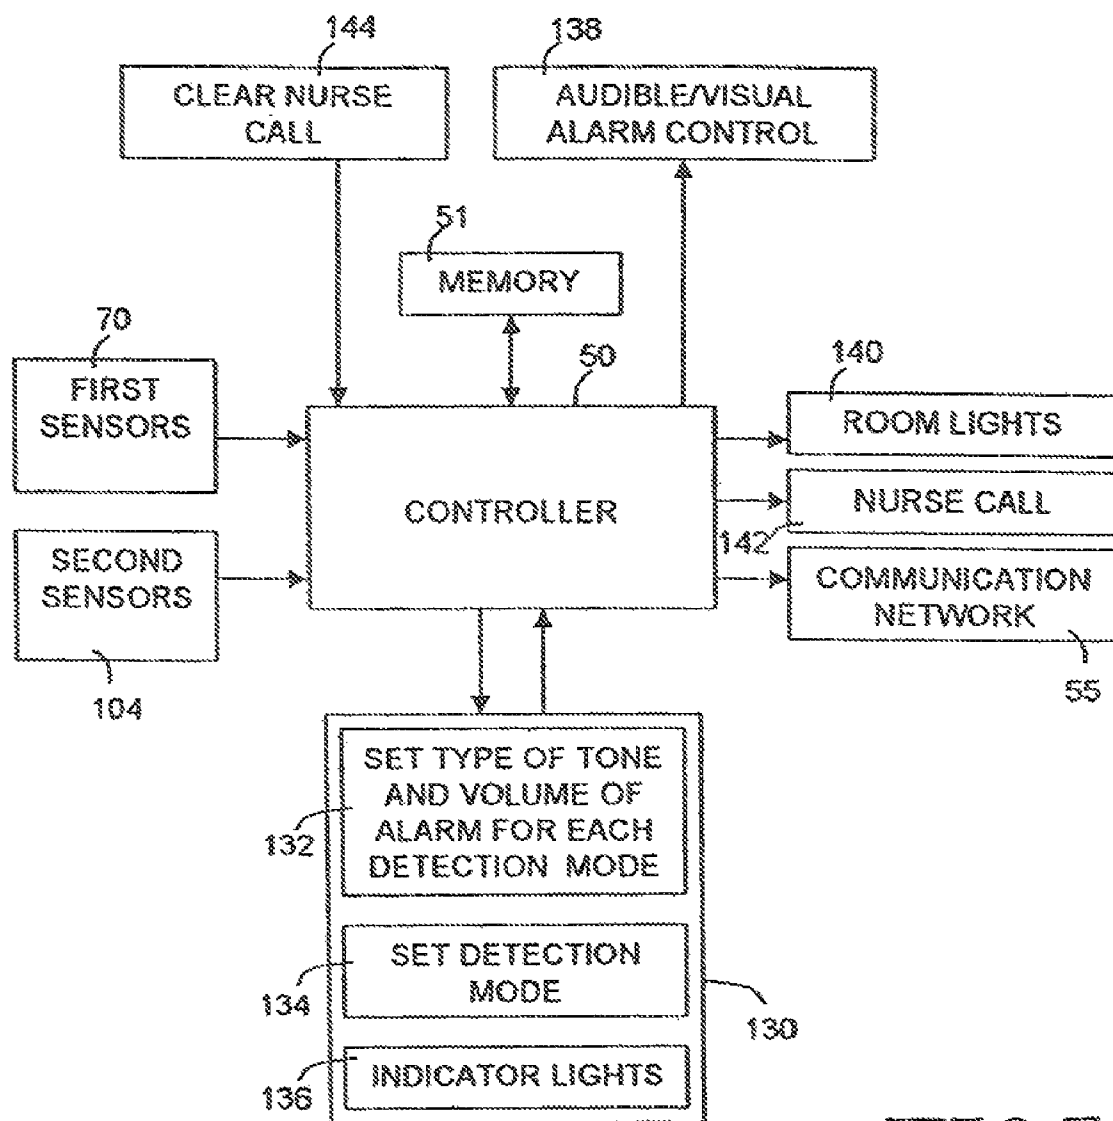 144
138
CLEAR NURSE
CALL
AUDIBLE/VISUAL
ALARM CONTROL
51
MEMORY
70
50
140
FIRST
SENSORS
ROOM LIGHTS
CONTROLLER
NURSE CALL
142
SECOND
SENSORS
COMMUNICATION
NETWORK
104
55
SET TYPE OF TONE
AND VOLUME OF
ALARM FOR EACH
DETECTION MODE
132
SET DETECTION
MODE
134
130
INDICATOR LIGHTS
136